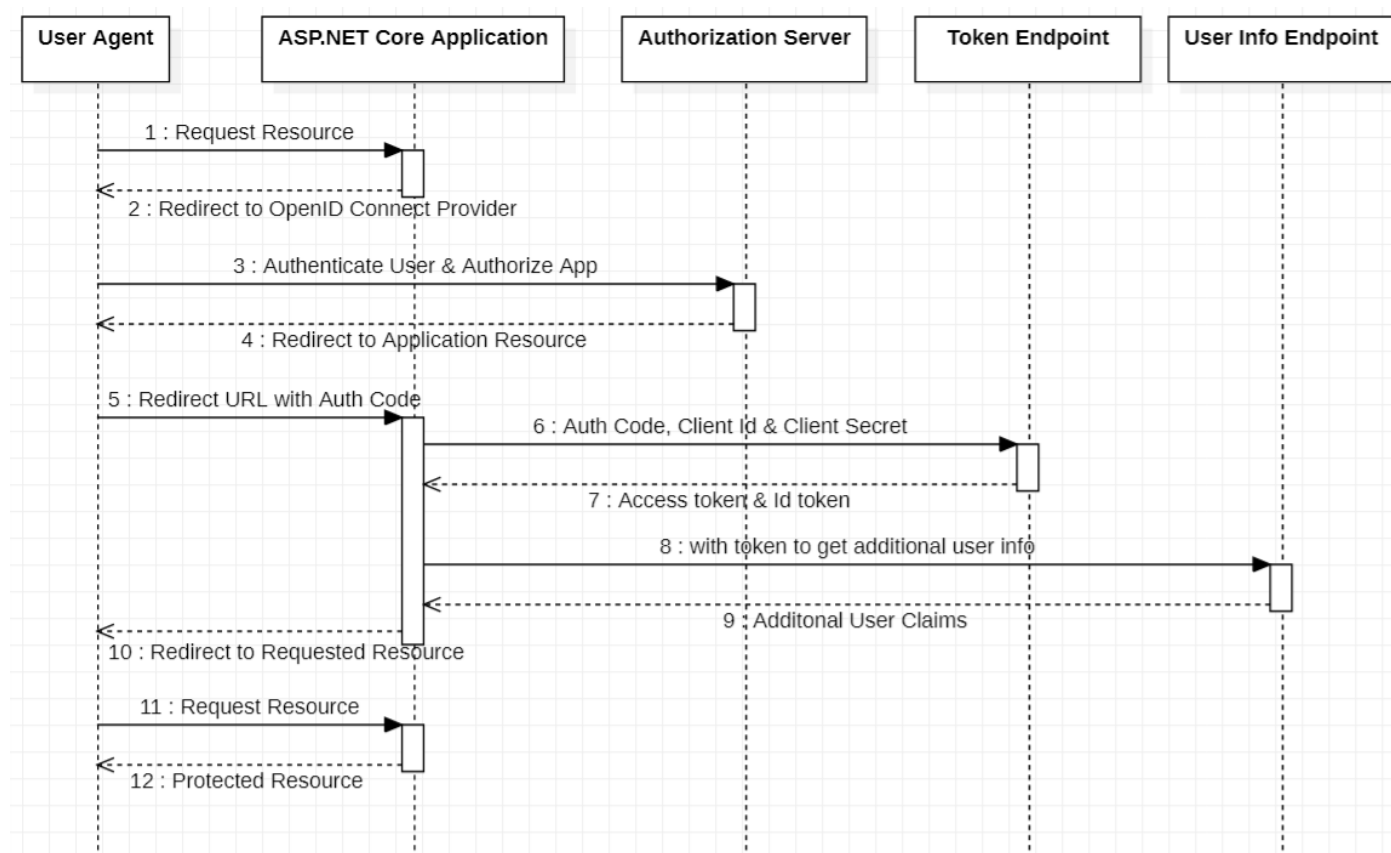 User Agent
ASP.NET Core Application
Authorization Server
Token Endpoint
User Info Endpoint
1 : Request Resource
2 : Redirect to OpenID Connect Provider
3 : Authenticate User & Authorize App
4 : Redirect to Application Resource
5 : Redirect URL with Auth Code
6 : Auth Code, Client Id & Client Secret
7 : Access token & Id token
8 : with token to get additional user info
9 : Additonal User Claims
10 : Redirect to Requested Resource
11 : Request Resource
12 : Protected Resource